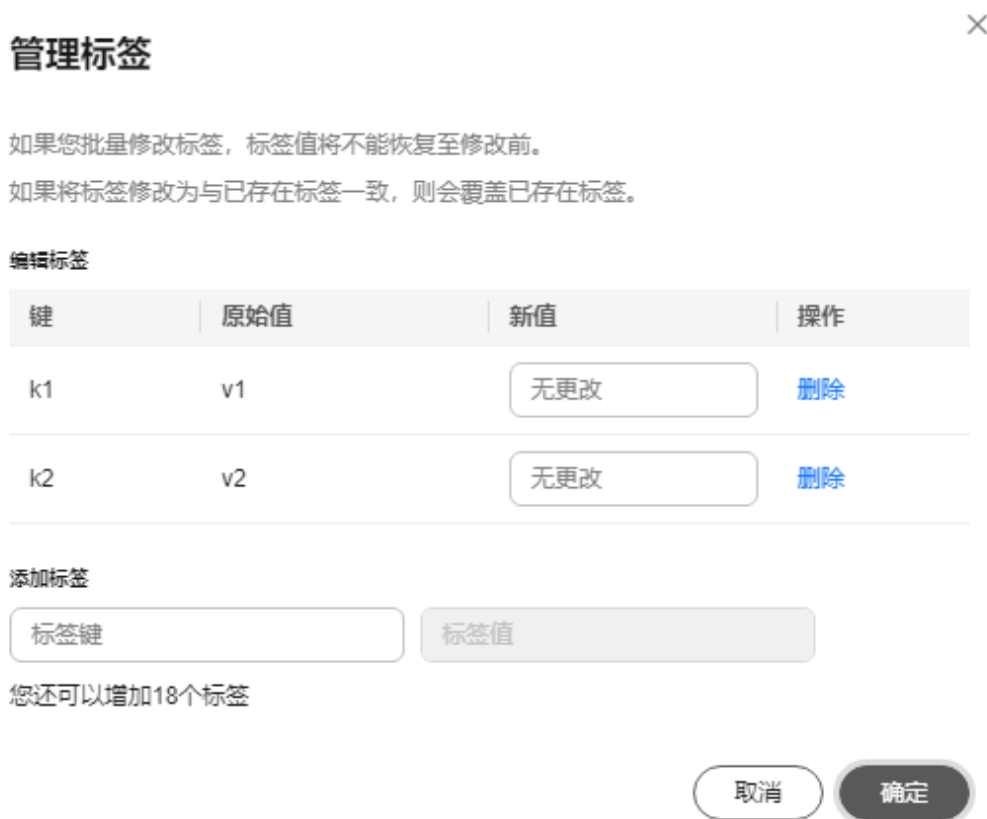 管理标签
如果您批量修改标签，标签值将不能恢复至修改前。
如果将标签修改为与已存在标签一致，则会覆盖已存在标签。
编辑标签
键 原始值 新值 操作
k1 v1 无更改 删除
k2 v2 无更改 删除
添加标签
标签键 标签值
您还可以增加18个标签
取消 确定